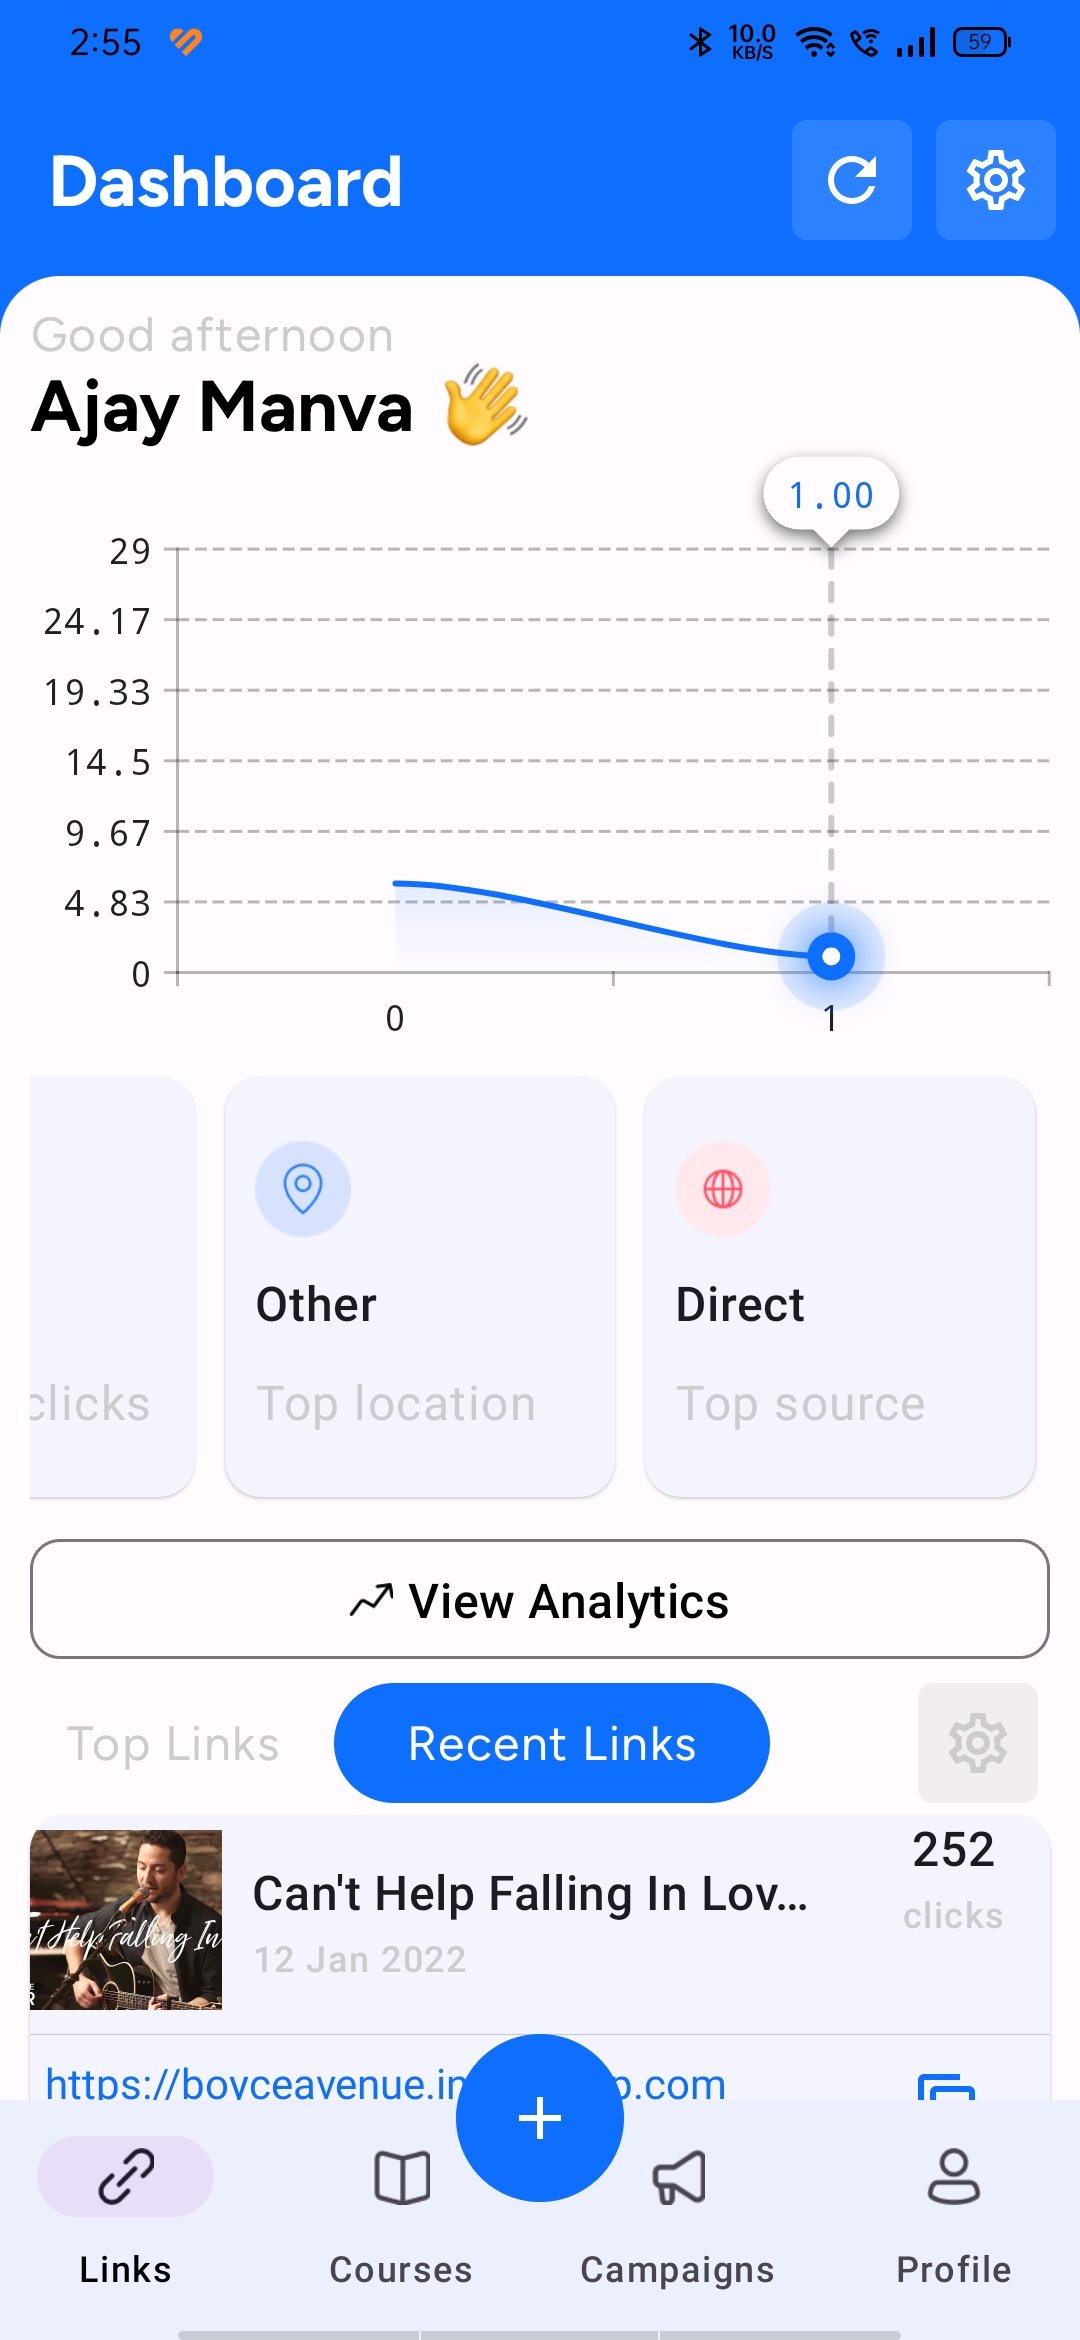 2:55 10.0 KB/S 59
Dashboard
Good afternoon
Ajay Manva 👋
1.00
29
24.17
19.33
14.5
9.67
4.83
0
0 1
clicks
Other
Top location
Direct
Top source
View Analytics
Top Links Recent Links
252
Can't Help Falling In Lov...
clicks
12 Jan 2022
't Help Falling In
https://boyceavenue.in p.com
Links Courses Campaigns Profile